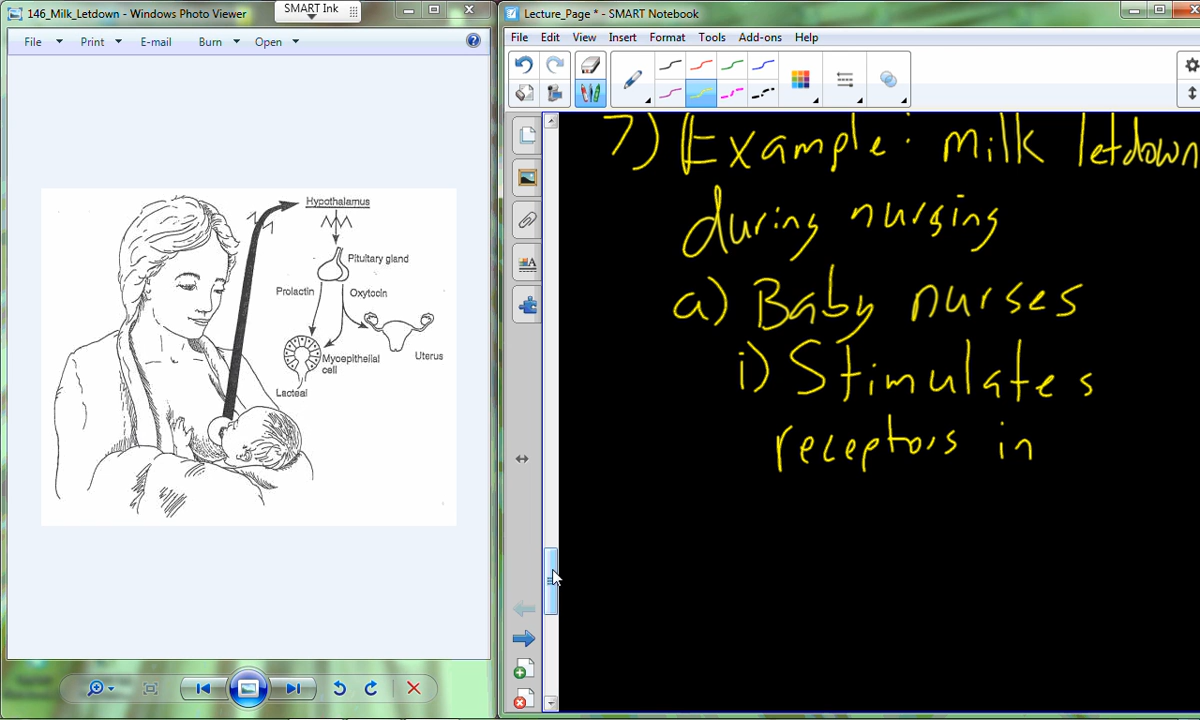 146_Milk_Letdown - Windows Photo Viewer
SMART Ink
File Print E-mail Burn Open
Hypothalamus
Pituitary gland
Prolactin Oxytocin
Myoepithelial
cell
Uterus
Lacteal
Lecture_Page * - SMART Notebook
File Edit View Insert Format Tools Add-ons Help
7) Example: Milk letdown
during nursing
a) Baby nurses
i) Stimulates
receptors in